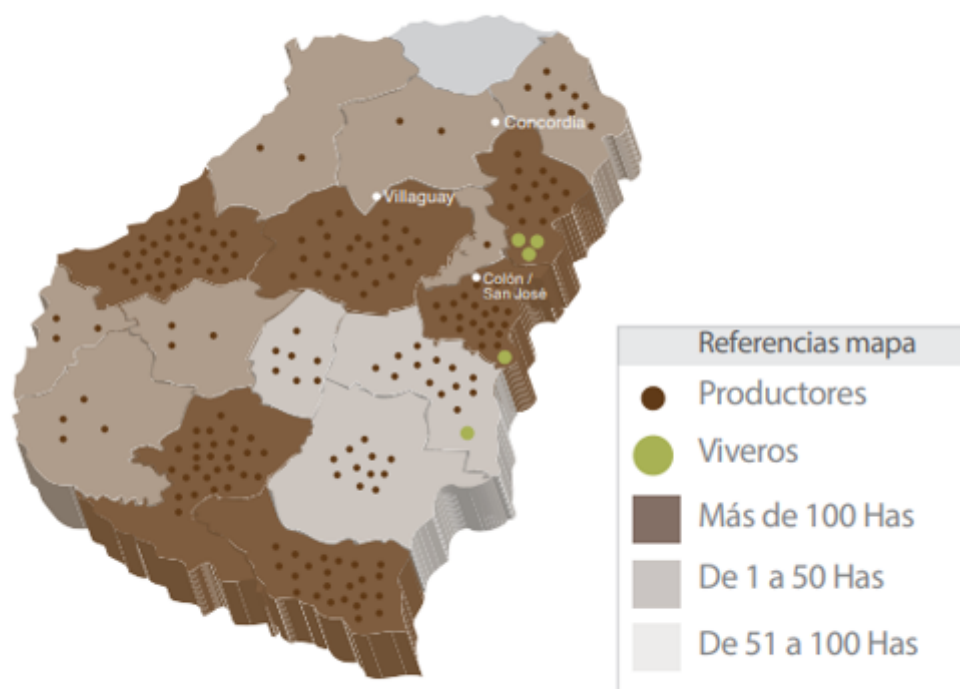 Concordia
Villaguay
Colón /
San José
Referencias mapa
Productores
Viveros
Más de 100 Has
De 1 a 50 Has
De 51 a 100 Has